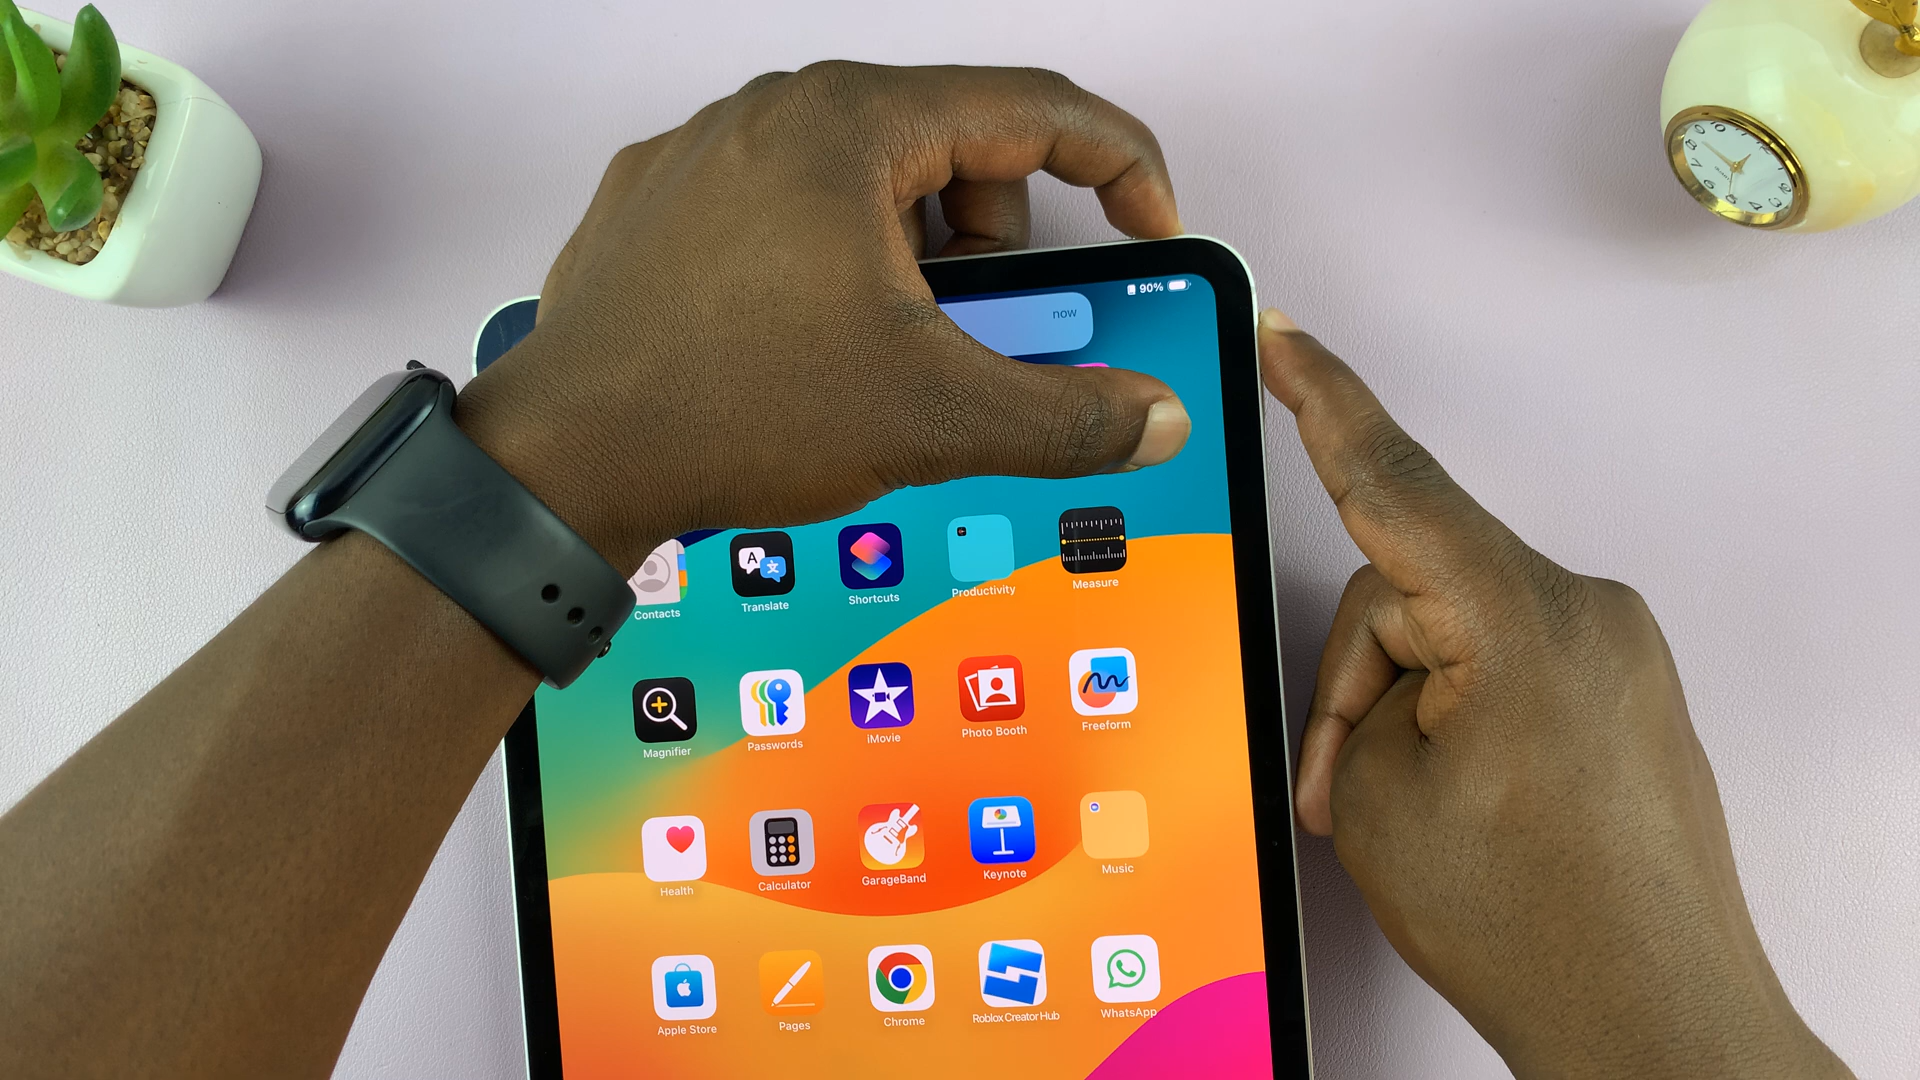 90%
now
Contacts
Translate
Shortcuts
Productivity
Measure
Magnifier
Passwords
iMovie
Photo Booth
Freeform
Health
Calculator
GarageBand
Keynote
Music
Apple Store
Pages
Chrome
Roblox Creator Hub
WhatsApp